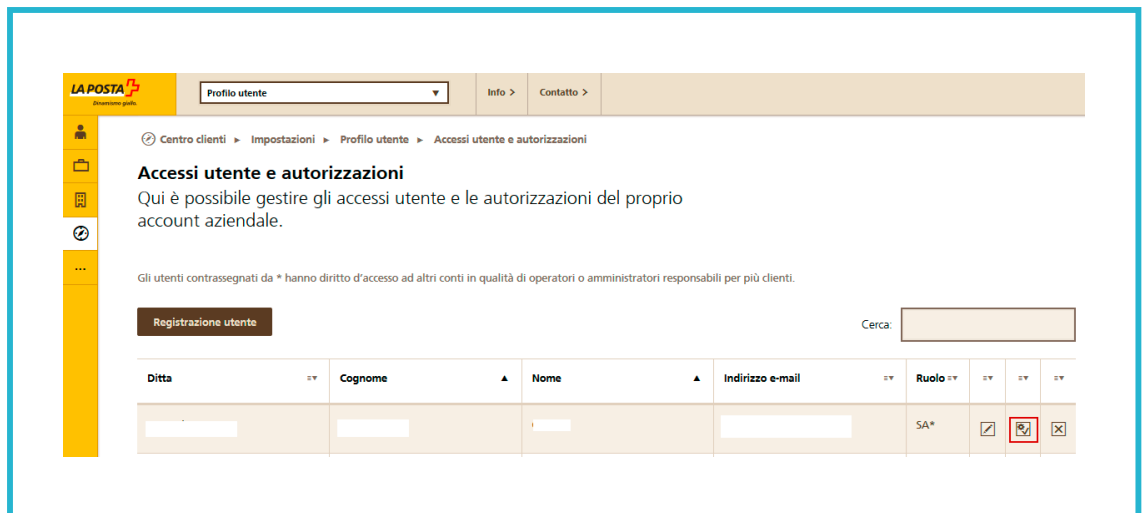 LA POSTA
Dinamismo giallo.
Profilo utente
Info >
Contatto >
Centro clienti ► Impostazioni ► Profilo utente ► Accessi utente e autorizzazioni
Accessi utente e autorizzazioni
Qui è possibile gestire gli accessi utente e le autorizzazioni del proprio
account aziendale.
...
Gli utenti contrassegnati da * hanno diritto d'accesso ad altri conti in qualità di operatori o amministratori responsabili per più clienti.
Registrazione utente
Cerca:
Ditta
Cognome
Nome
Indirizzo e-mail
Ruolo
SA*